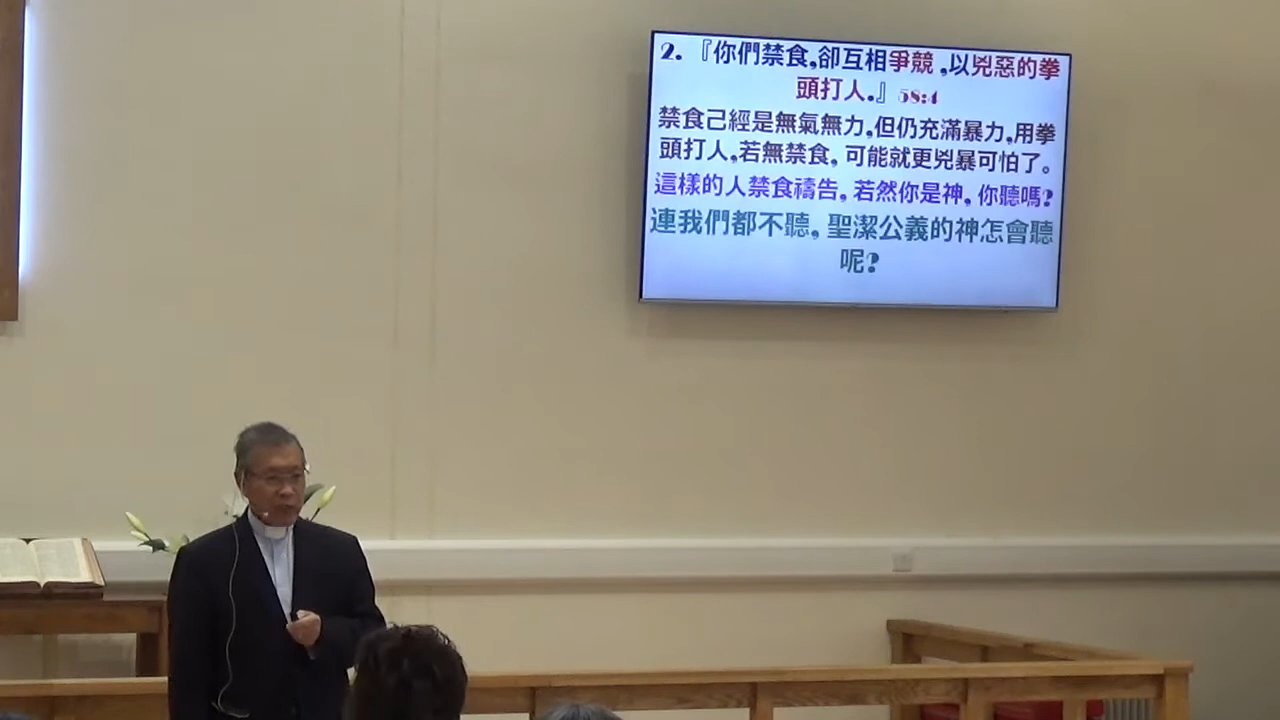 2. 『你們禁食,卻互相爭競 ,以兇惡的拳
頭打人.』 58:4
禁食己經是無氣無力,但仍充滿暴力,用拳
頭打人,若無禁食, 可能就更兇暴可怕了。
這樣的人禁食禱告, 若然你是神, 你聽嗎?
連我們都不聽, 聖潔公義的神怎會聽
呢?